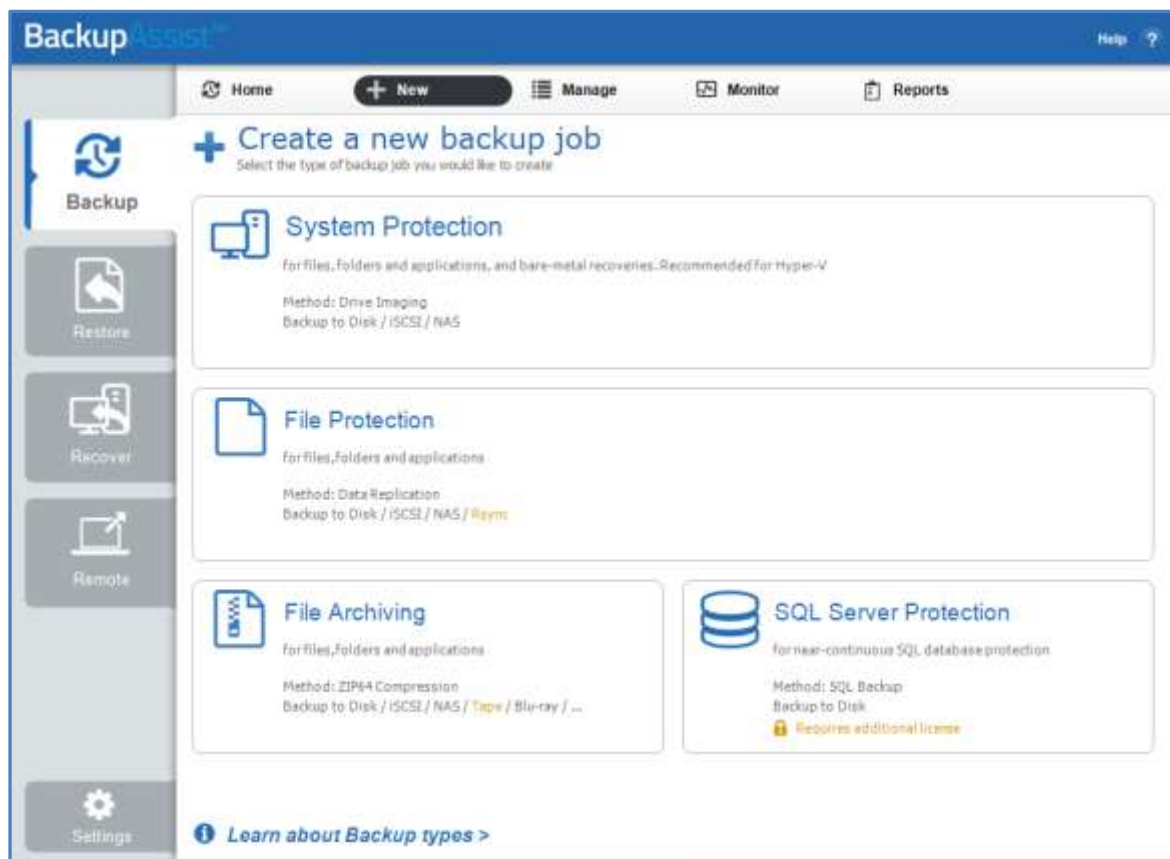 BackupAssist™
Help ?
Home New Manage Monitor Reports
Create a new backup job
Select the type of backup job you would like to create
Backup
System Protection
for files, folders and applications, and bare-metal recoveries. Recommended for Hyper-V
Method: Drive Imaging
Backup to Disk / iSCSI / NAS
Restore
File Protection
for files, folders and applications
Method: Data Replication
Backup to Disk / iSCSI / NAS / Rsync
Recover
Remote
File Archiving
for files, folders and applications
Method: ZIP64 Compression
Backup to Disk / iSCSI / NAS / Tape / Blu-ray / ...
SQL Server Protection
for near-continuous SQL database protection
Method: SQL Backup
Backup to Disk
Requires additional license
Settings
Learn about Backup types >